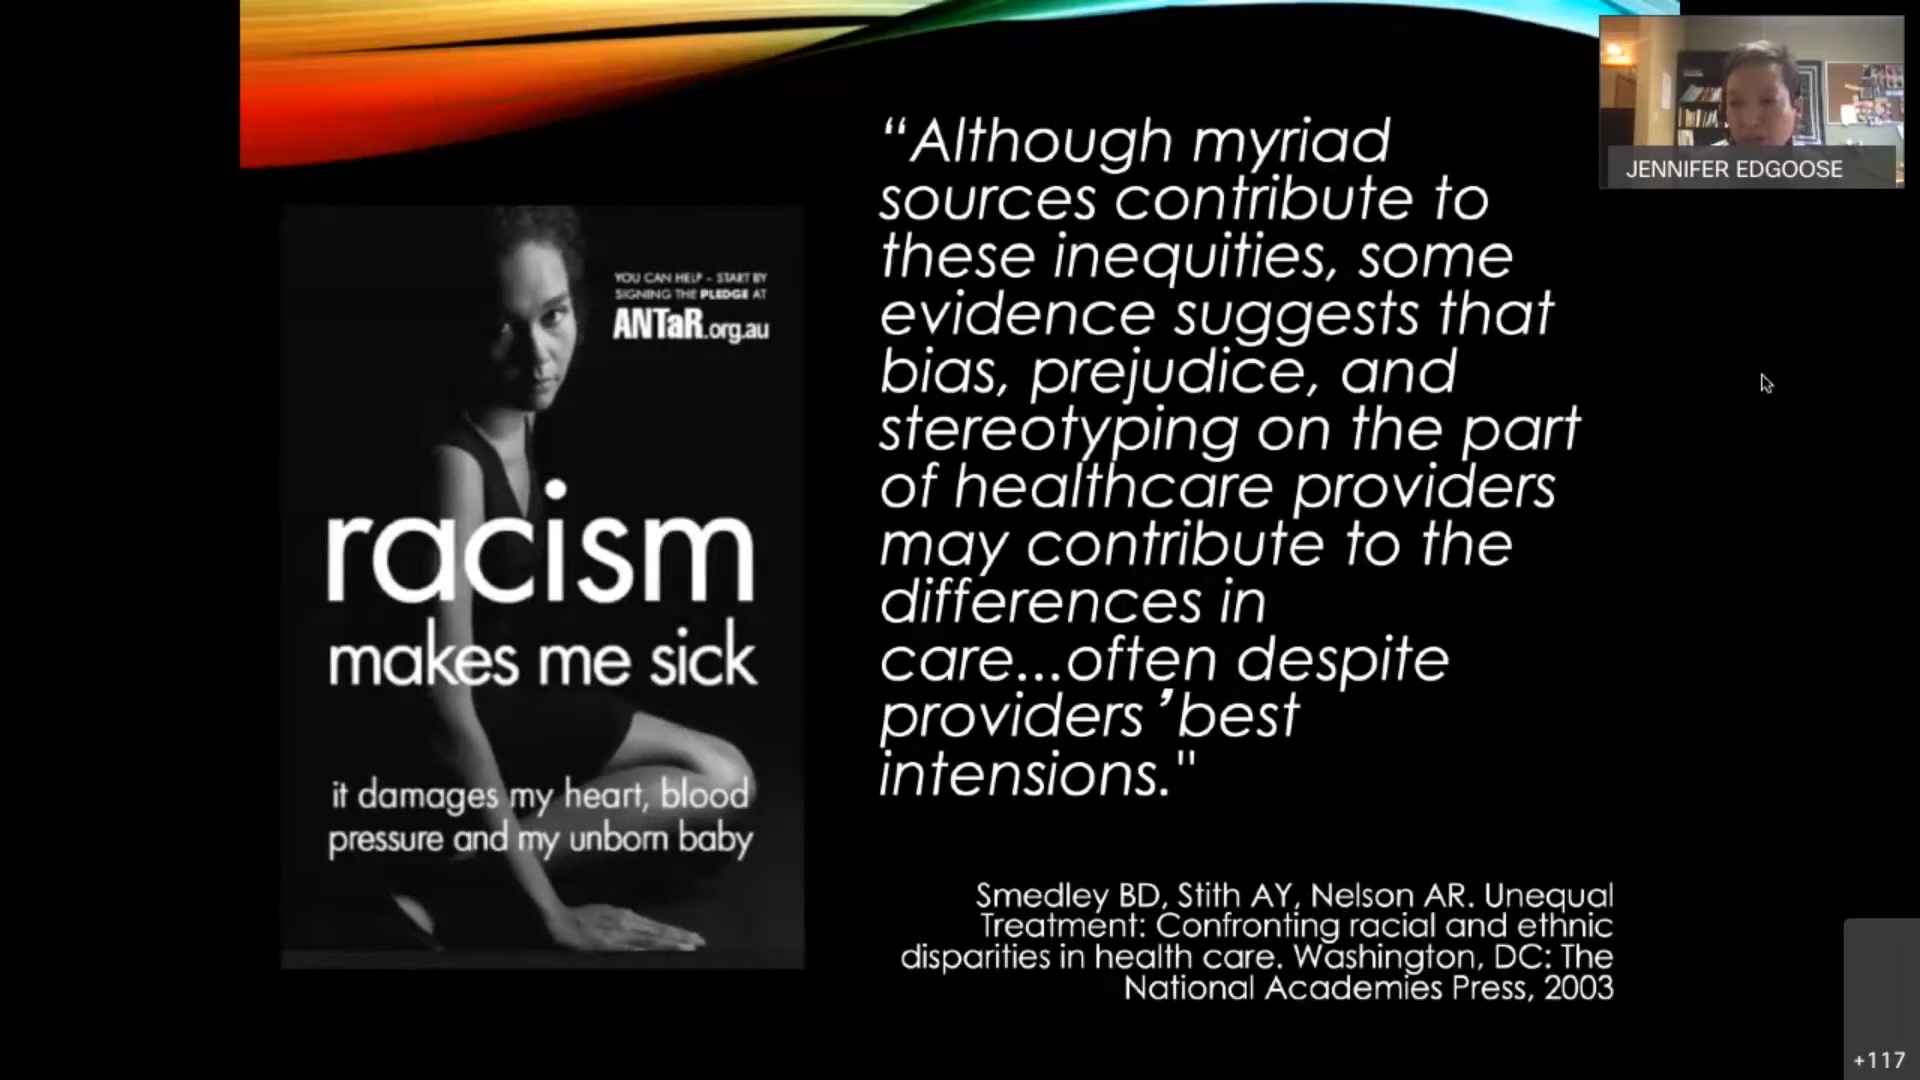 JENNIFER EDGOOSE
YOU CAN HELP – START BY
SIGNING THE PLEDGE AT
ANTaR.org.au
racism
makes me sick
it damages my heart, blood
pressure and my unborn baby
“Although myriad
sources contribute to
these inequities, some
evidence suggests that
bias, prejudice, and
stereotyping on the part
of healthcare providers
may contribute to the
differences in
care...often despite
providers ’best
intensions."
Smedley BD, Stith AY, Nelson AR. Unequal
Treatment: Confronting racial and ethnic
disparities in health care. Washington, DC: The
National Academies Press, 2003
+117